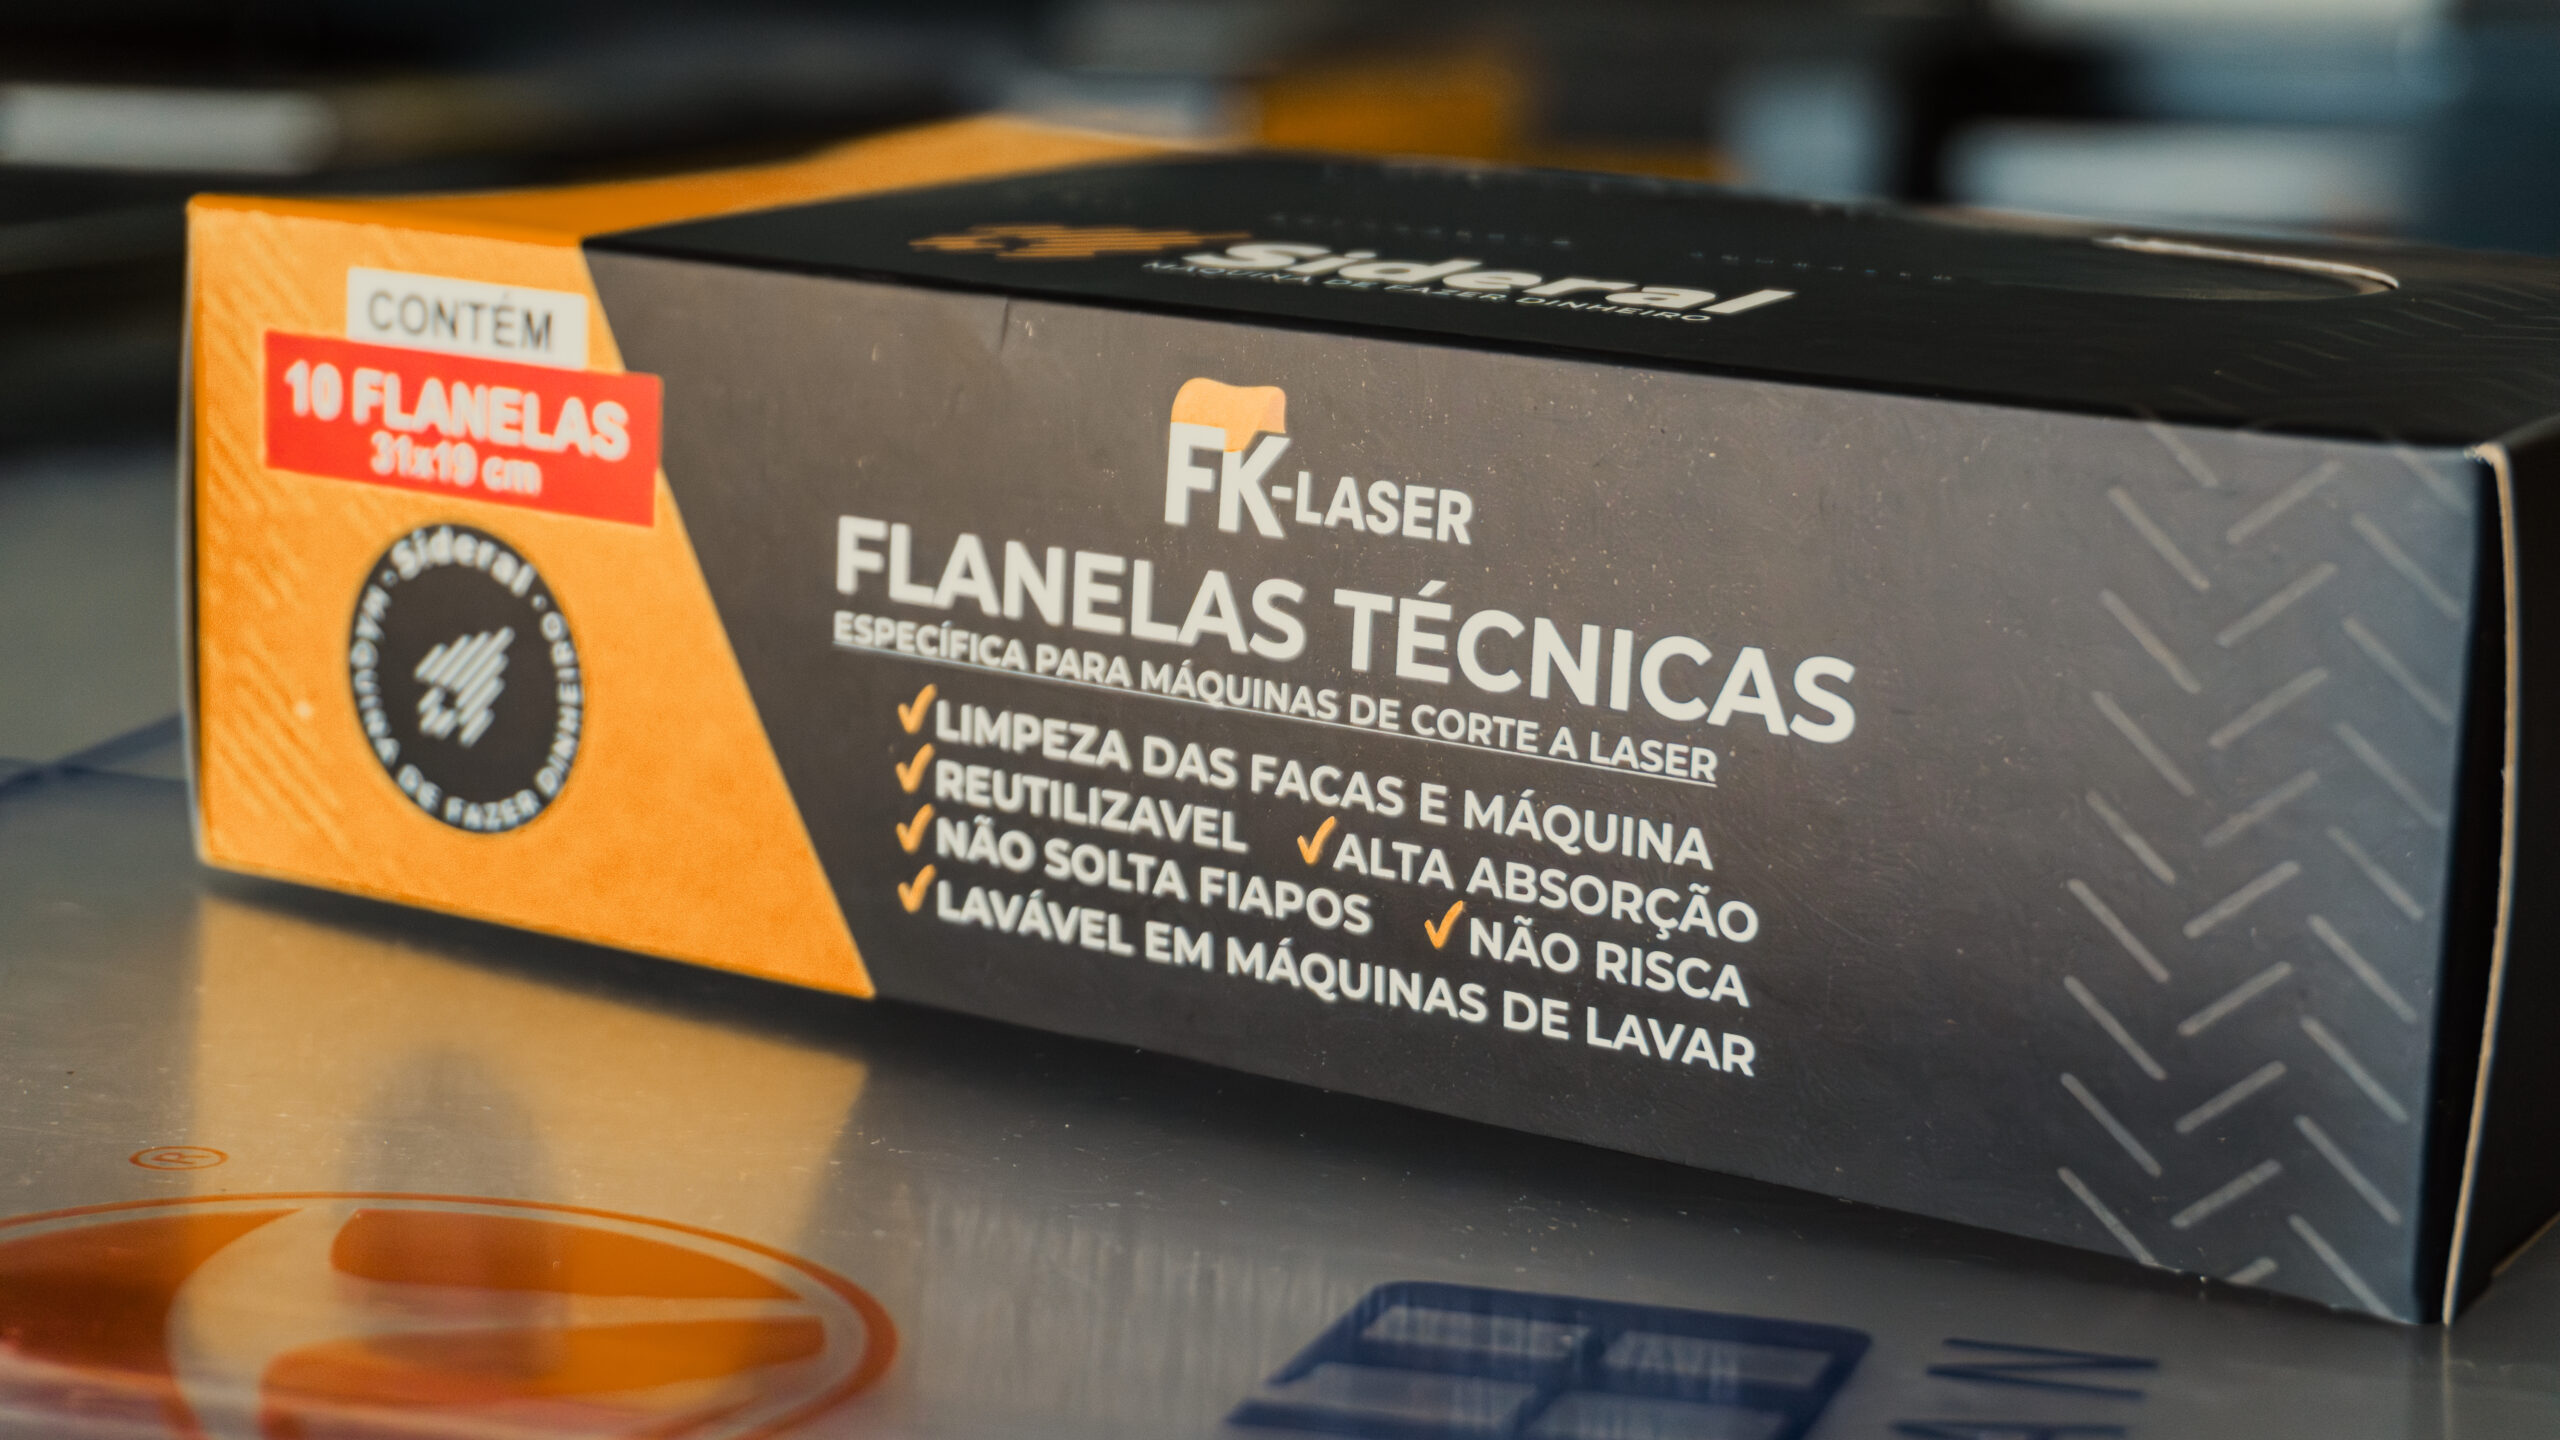 Sideral
MÁQUINA DE FAZER DINHEIRO
CONTÉM
10 FLANELAS
31x19 cm
Sideral
MÁQUINA DE FAZER DINHEIRO
FK-LASER
FLANELAS TÉCNICAS
ESPECÍFICA PARA MÁQUINAS DE CORTE A LASER
✓LIMPEZA DAS FACAS E MÁQUINA
✓REUTILIZAVEL ✓ALTA ABSORÇÃO
✓NÃO SOLTA FIAPOS ✓NÃO RISCA
✓LAVÁVEL EM MÁQUINAS DE LAVAR
®